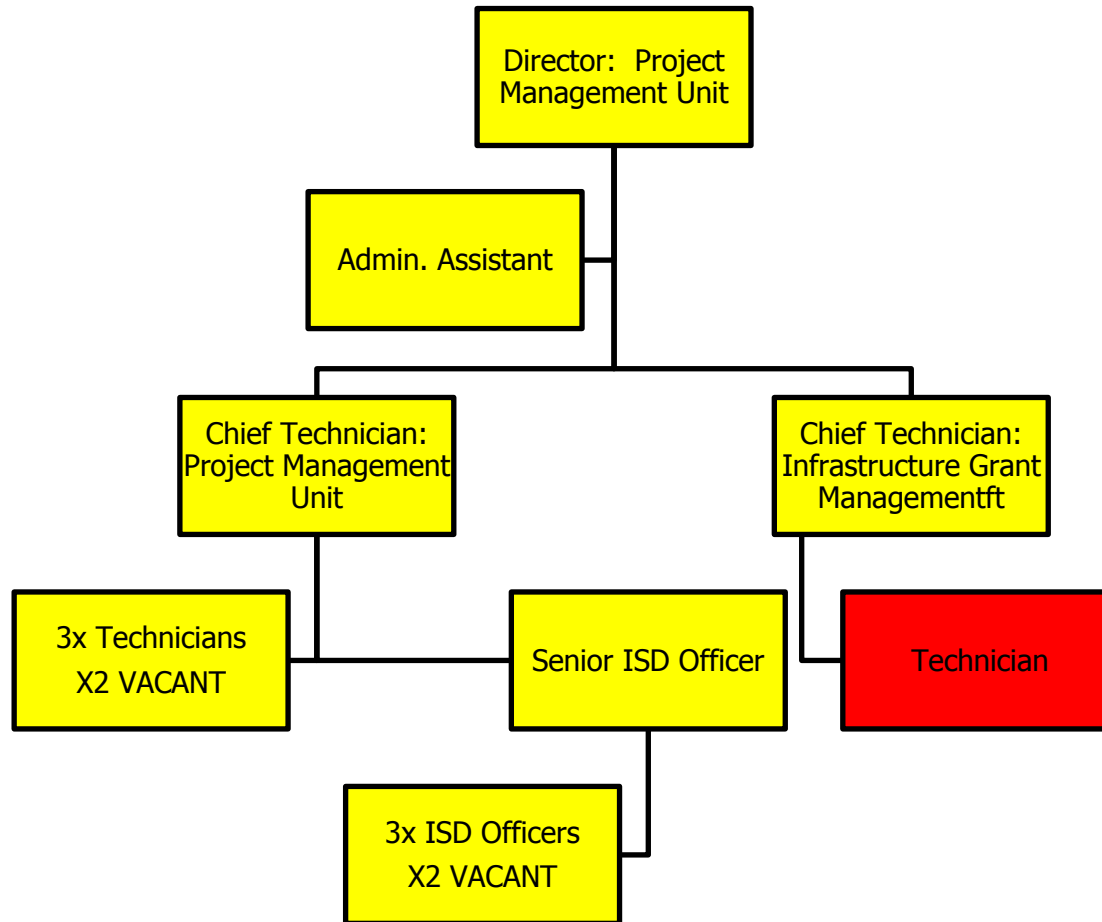 Director:  Project
Management Unit
Admin. Assistant
Chief Technician:
Project Management
Unit
Chief Technician:
Infrastructure Grant
Managementft
3x Technicians
X2 VACANT
Senior ISD Officer
Technician
3x ISD Officers
X2 VACANT